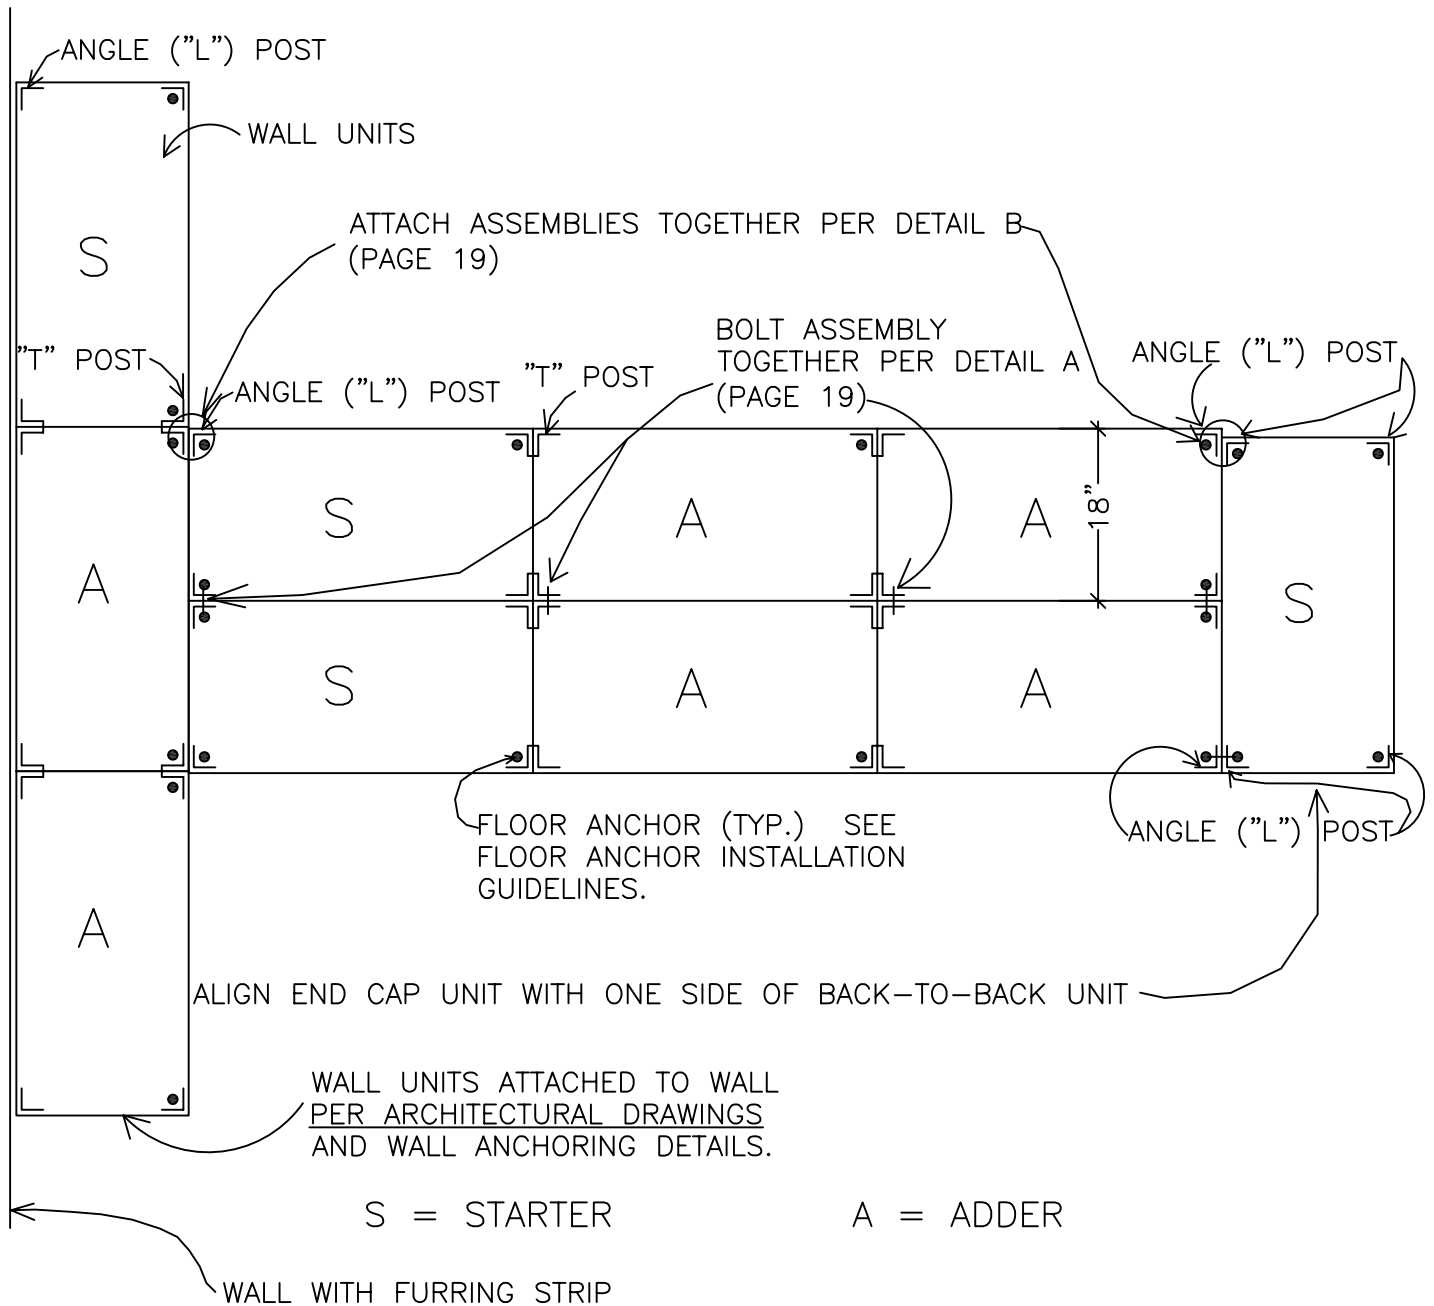 ANGLE ("L") POST
WALL UNITS
ATTACH ASSEMBLIES TOGETHER PER DETAIL B
(PAGE 19)
S
BOLT ASSEMBLY
TOGETHER PER DETAIL A
(PAGE 19)
ANGLE ("L") POST
"T" POST
ANGLE ("L") POST
"T" POST
S
A
A
18"
A
S
S
A
A
FLOOR ANCHOR (TYP.) SEE
FLOOR ANCHOR INSTALLATION
GUIDELINES.
ANGLE ("L") POST
A
ALIGN END CAP UNIT WITH ONE SIDE OF BACK-TO-BACK UNIT
WALL UNITS ATTACHED TO WALL
PER ARCHITECTURAL DRAWINGS
AND WALL ANCHORING DETAILS.
S = STARTER
A = ADDER
WALL WITH FURRING STRIP